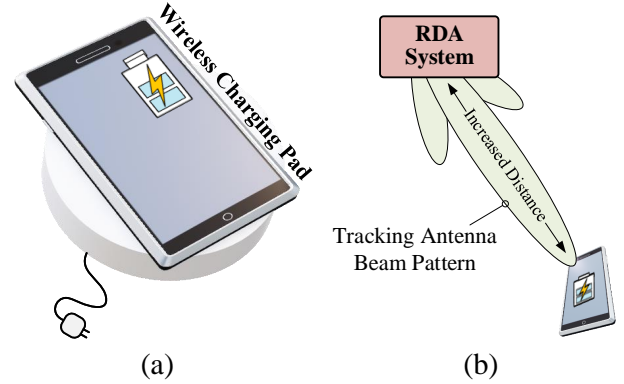 Wireless Charging Pad
(a)
RDA
System
Increased Distance
Tracking Antenna
Beam Pattern
(b)